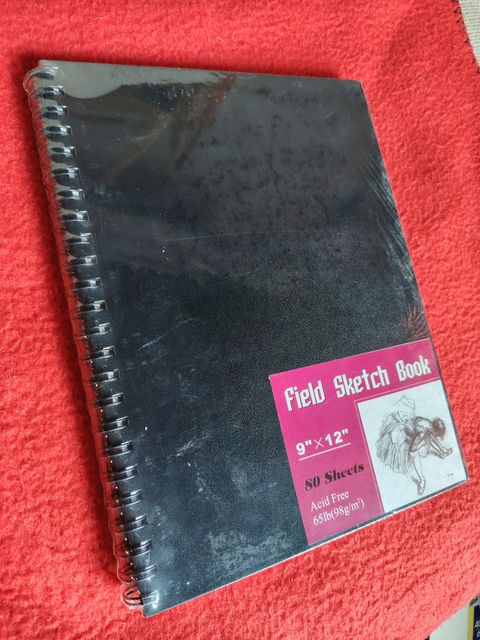 Field Sketch Book
9"×12"
80 Sheets
Acid Free
65lb(98g/m²)